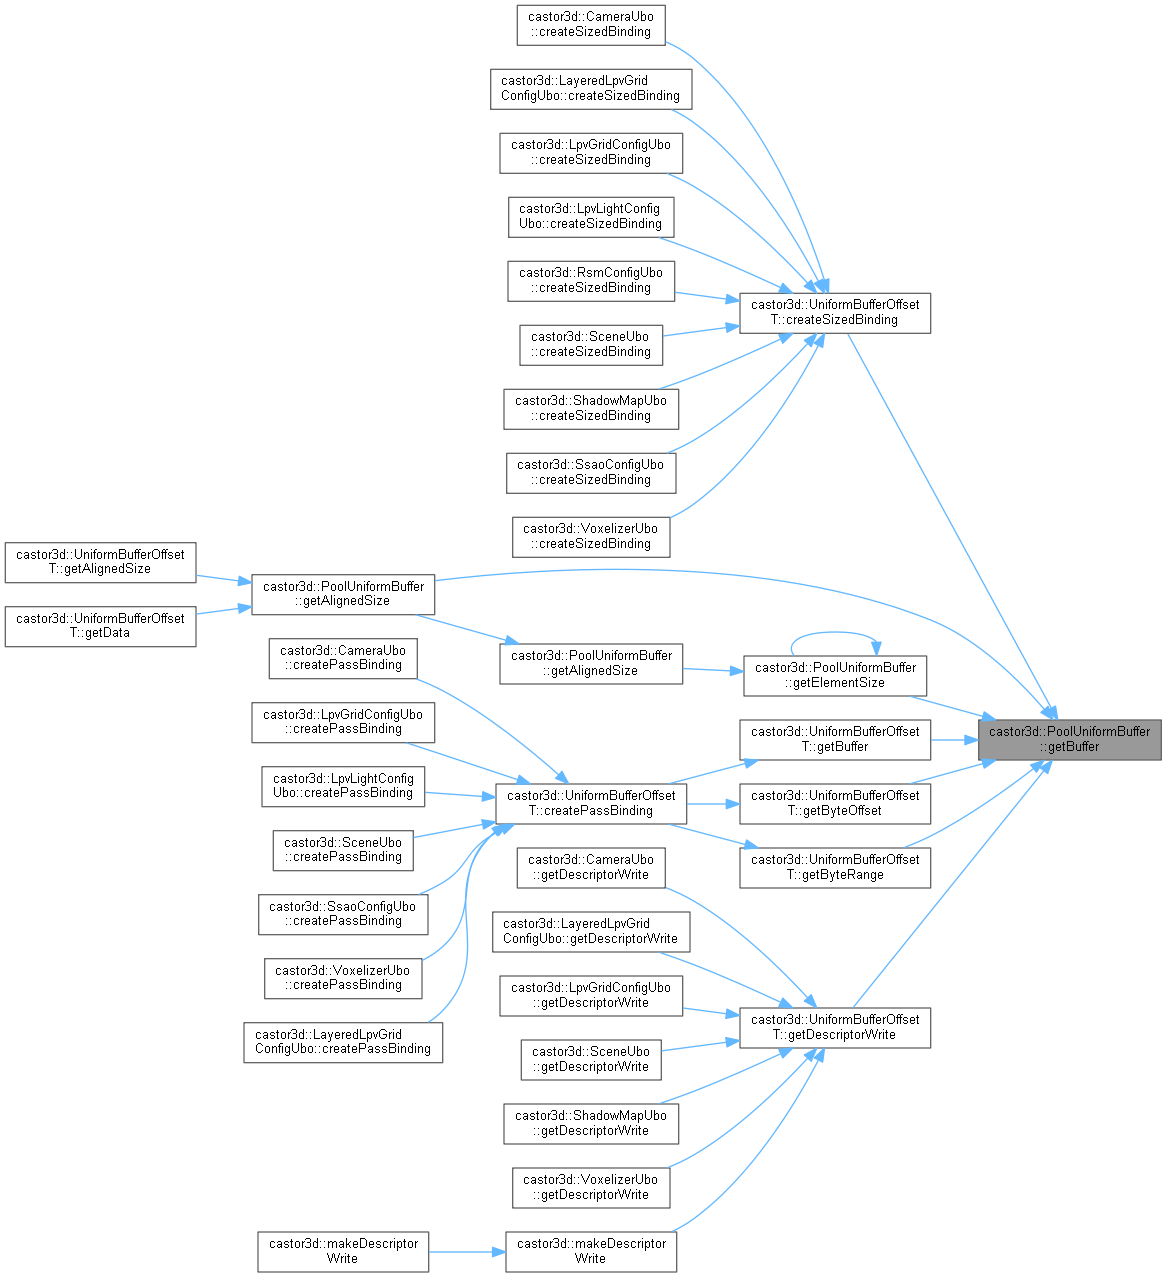 castor3d::CameraUbo
::createSizedBinding
castor3d::LayeredLpvGrid
ConfigUbo::createSizedBinding
castor3d::LpvGridConfigUbo
::createSizedBinding
castor3d::LpvLightConfig
Ubo::createSizedBinding
castor3d::RsmConfigUbo
::createSizedBinding
castor3d::SceneUbo
::createSizedBinding
castor3d::ShadowMapUbo
::createSizedBinding
castor3d::SsaoConfigUbo
::createSizedBinding
castor3d::VoxelizerUbo
::createSizedBinding
castor3d::UniformBufferOffset
T::createSizedBinding
castor3d::UniformBufferOffset
T::getAlignedSize
castor3d::UniformBufferOffset
T::getData
castor3d::PoolUniformBuffer
::getAlignedSize
castor3d::PoolUniformBuffer
::getAlignedSize
castor3d::PoolUniformBuffer
::getElementSize
castor3d::PoolUniformBuffer
::getBuffer
castor3d::UniformBufferOffset
T::getBuffer
castor3d::UniformBufferOffset
T::getByteOffset
castor3d::UniformBufferOffset
T::getByteRange
castor3d::UniformBufferOffset
T::createPassBinding
castor3d::CameraUbo
::createPassBinding
castor3d::LpvGridConfigUbo
::createPassBinding
castor3d::LpvLightConfig
Ubo::createPassBinding
castor3d::SceneUbo
::createPassBinding
castor3d::SsaoConfigUbo
::createPassBinding
castor3d::VoxelizerUbo
::createPassBinding
castor3d::LayeredLpvGrid
ConfigUbo::createPassBinding
castor3d::CameraUbo
::getDescriptorWrite
castor3d::LayeredLpvGrid
ConfigUbo::getDescriptorWrite
castor3d::LpvGridConfigUbo
::getDescriptorWrite
castor3d::SceneUbo
::getDescriptorWrite
castor3d::ShadowMapUbo
::getDescriptorWrite
castor3d::VoxelizerUbo
::getDescriptorWrite
castor3d::UniformBufferOffset
T::getDescriptorWrite
castor3d::makeDescriptor
Write
castor3d::makeDescriptor
Write